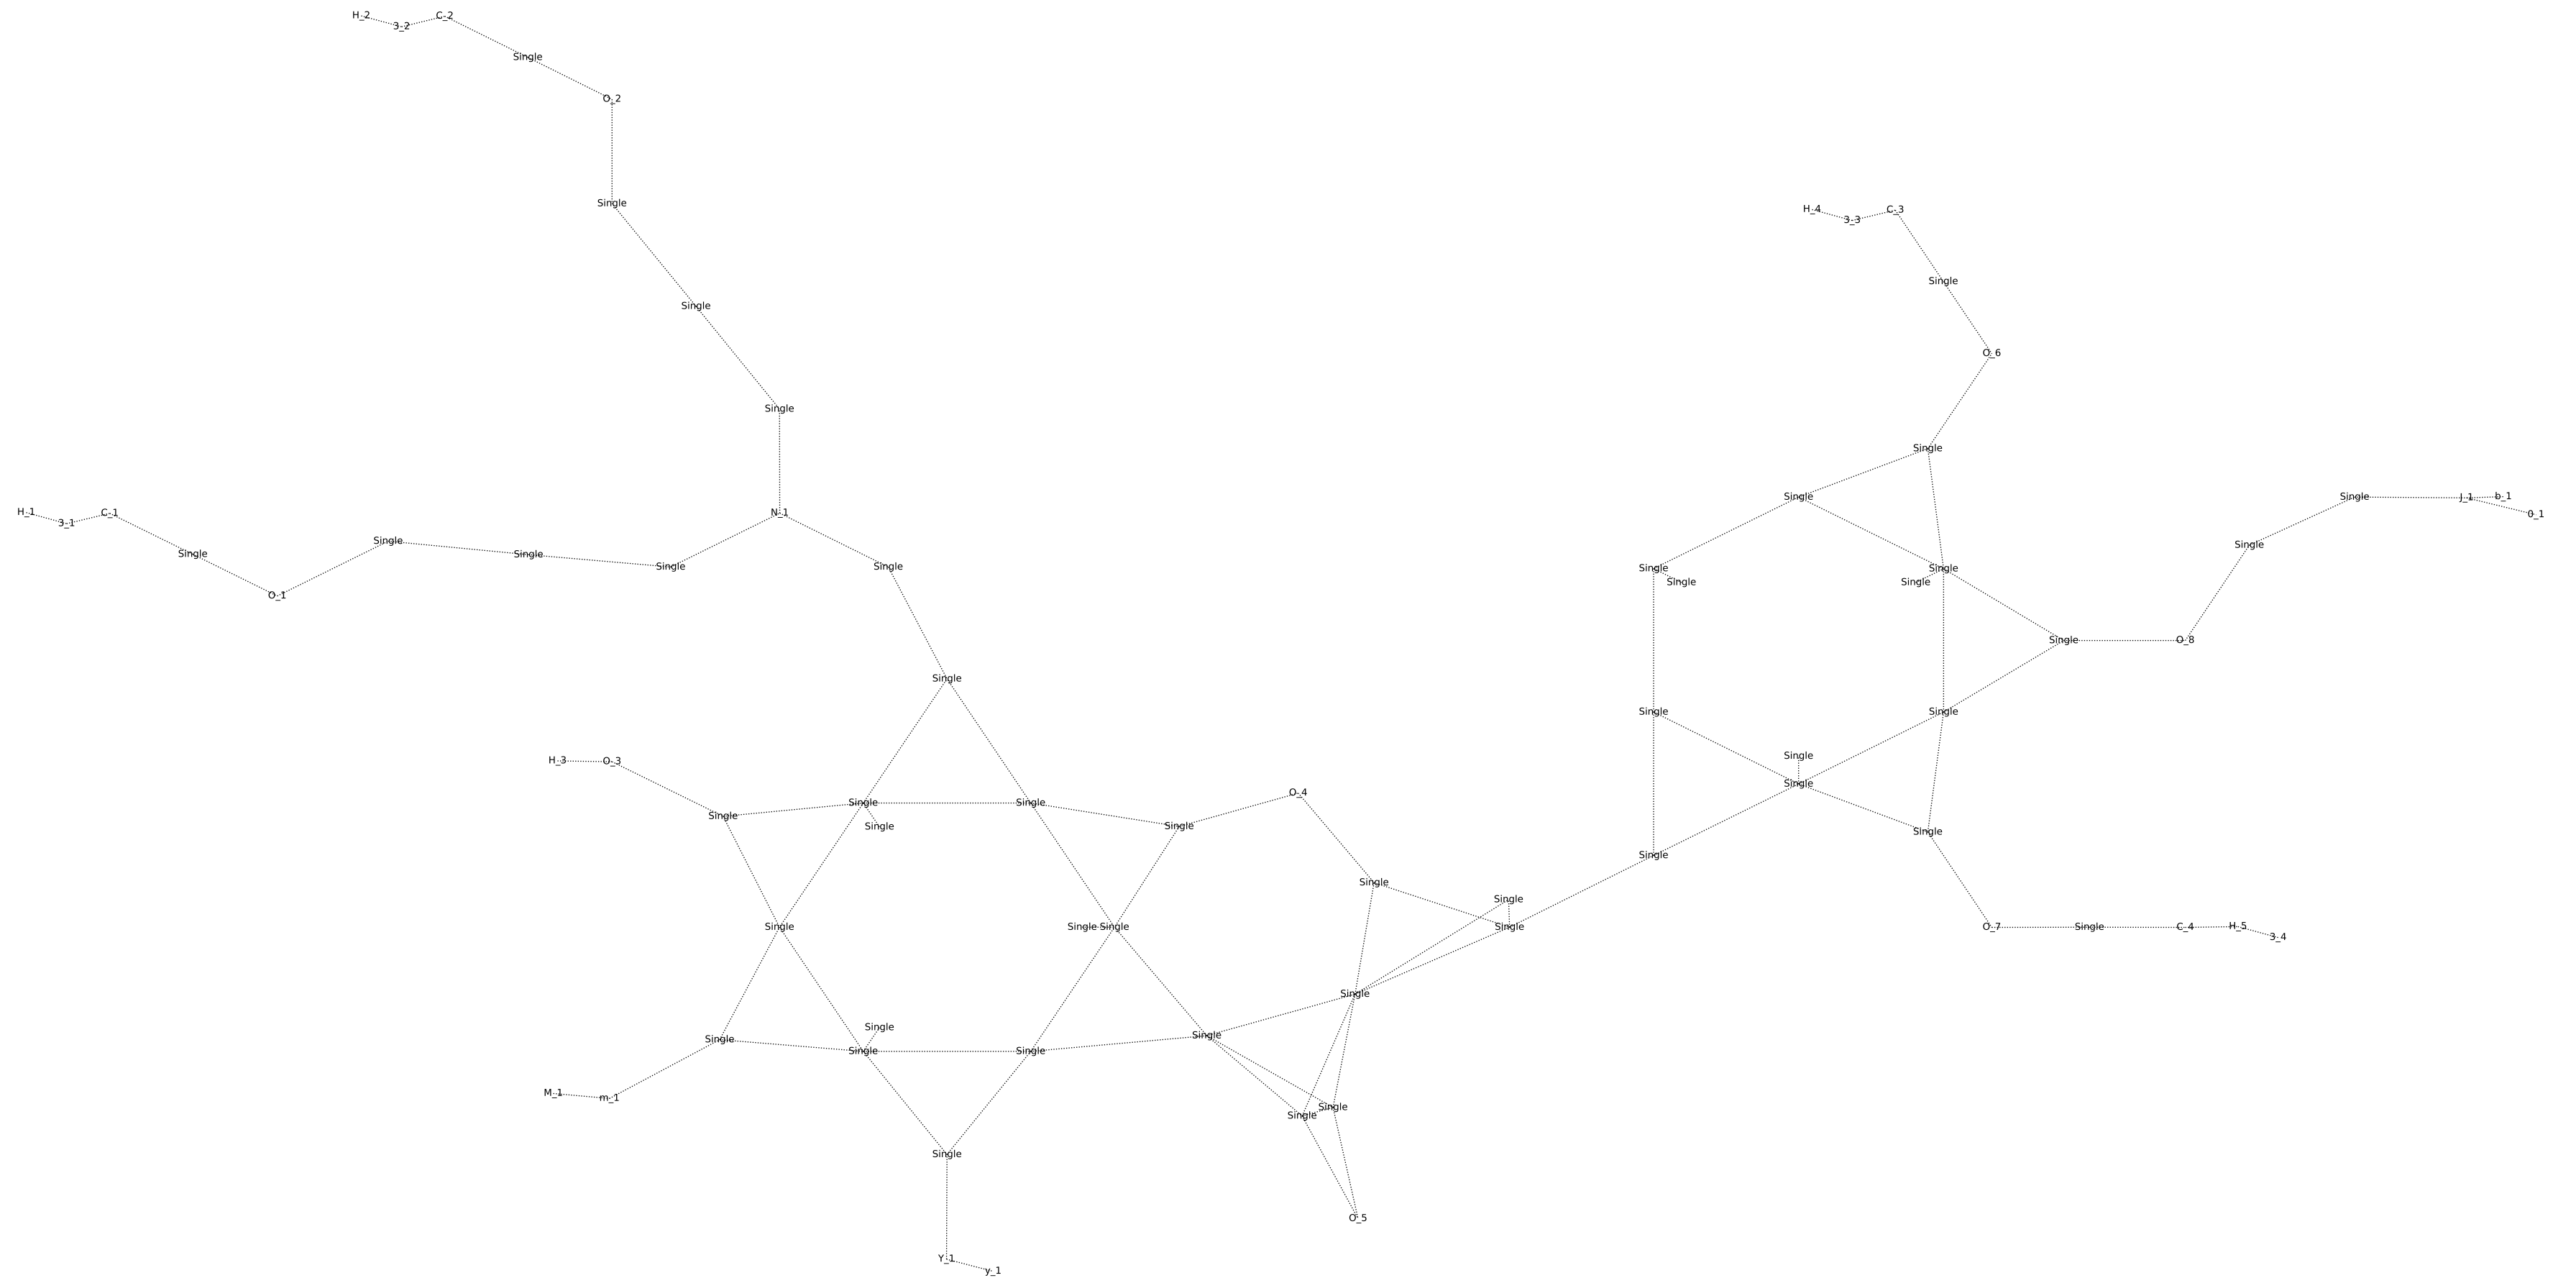 H_2 3_2 C_2
Single
O_2
Single
H_4 3_3 C_3
Single
Single
O_6
Single
Single
Single Single J_1 b_1
H_1 3_1 C_1 N_1 0_1
Single Single Single Single Single
Single Single Single
Single Single
O_1
Single O_8
Single
Single Single
H_3 O_3 Single
Single
O_4
Single Single
Single Single Single Single
Single
Single
Single
Single
Single Single Single Single O_7 Single C_4 H_5 3_4
Single
Single Single
Single Single Single
M_1 m_1 Single
Single
Single
O_5
Y_1 y_1